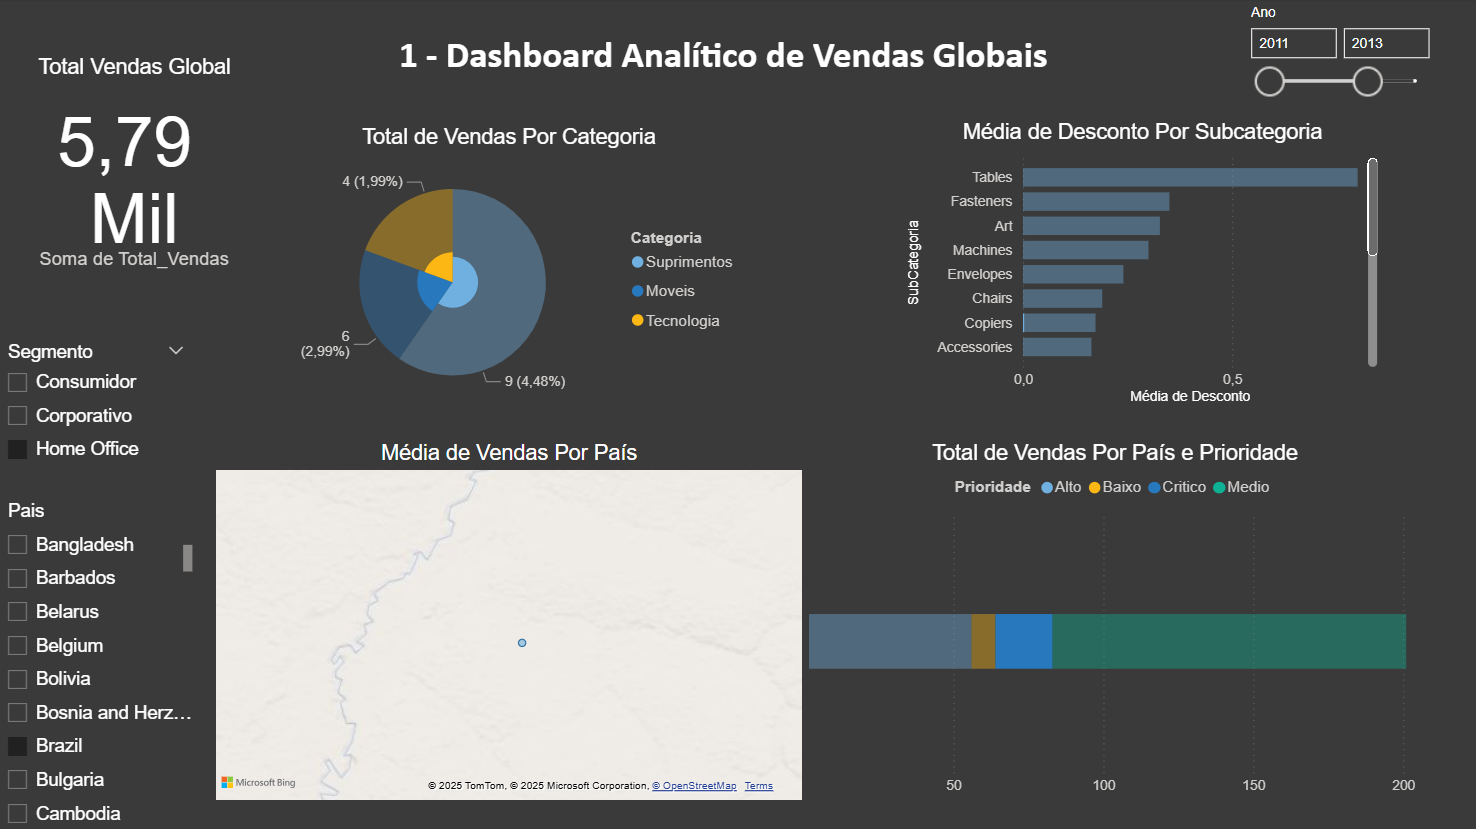 Ano
2011
2013
1 - Dashboard Analítico de Vendas Globais
Total Vendas Global
5,79
Mil
Soma de Total_Vendas
Total de Vendas Por Categoria
4 (1,99%)
6
(2,99%)
9 (4,48%)
Categoria
Suprimentos
Moveis
Tecnologia
Média de Desconto Por Subcategoria
SubCategoria
Tables
Fasteners
Art
Machines
Envelopes
Chairs
Copiers
Accessories
0,0
0,5
Média de Desconto
Segmento
Consumidor
Corporativo
Home Office
Pais
Bangladesh
Barbados
Belarus
Belgium
Bolivia
Bosnia and Herz…
Brazil
Bulgaria
Cambodia
Média de Vendas Por País
Microsoft Bing
© 2025 TomTom, © 2025 Microsoft Corporation, © OpenStreetMap Terms
Total de Vendas Por País e Prioridade
Prioridade Alto Baixo Critico Medio
50
100
150
200